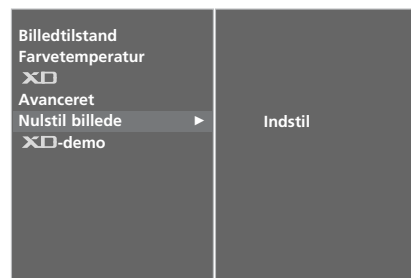 Billedtilstand
Farvetemperatur
XD
Avanceret
Nulstil billede ►
XD-demo
Indstil